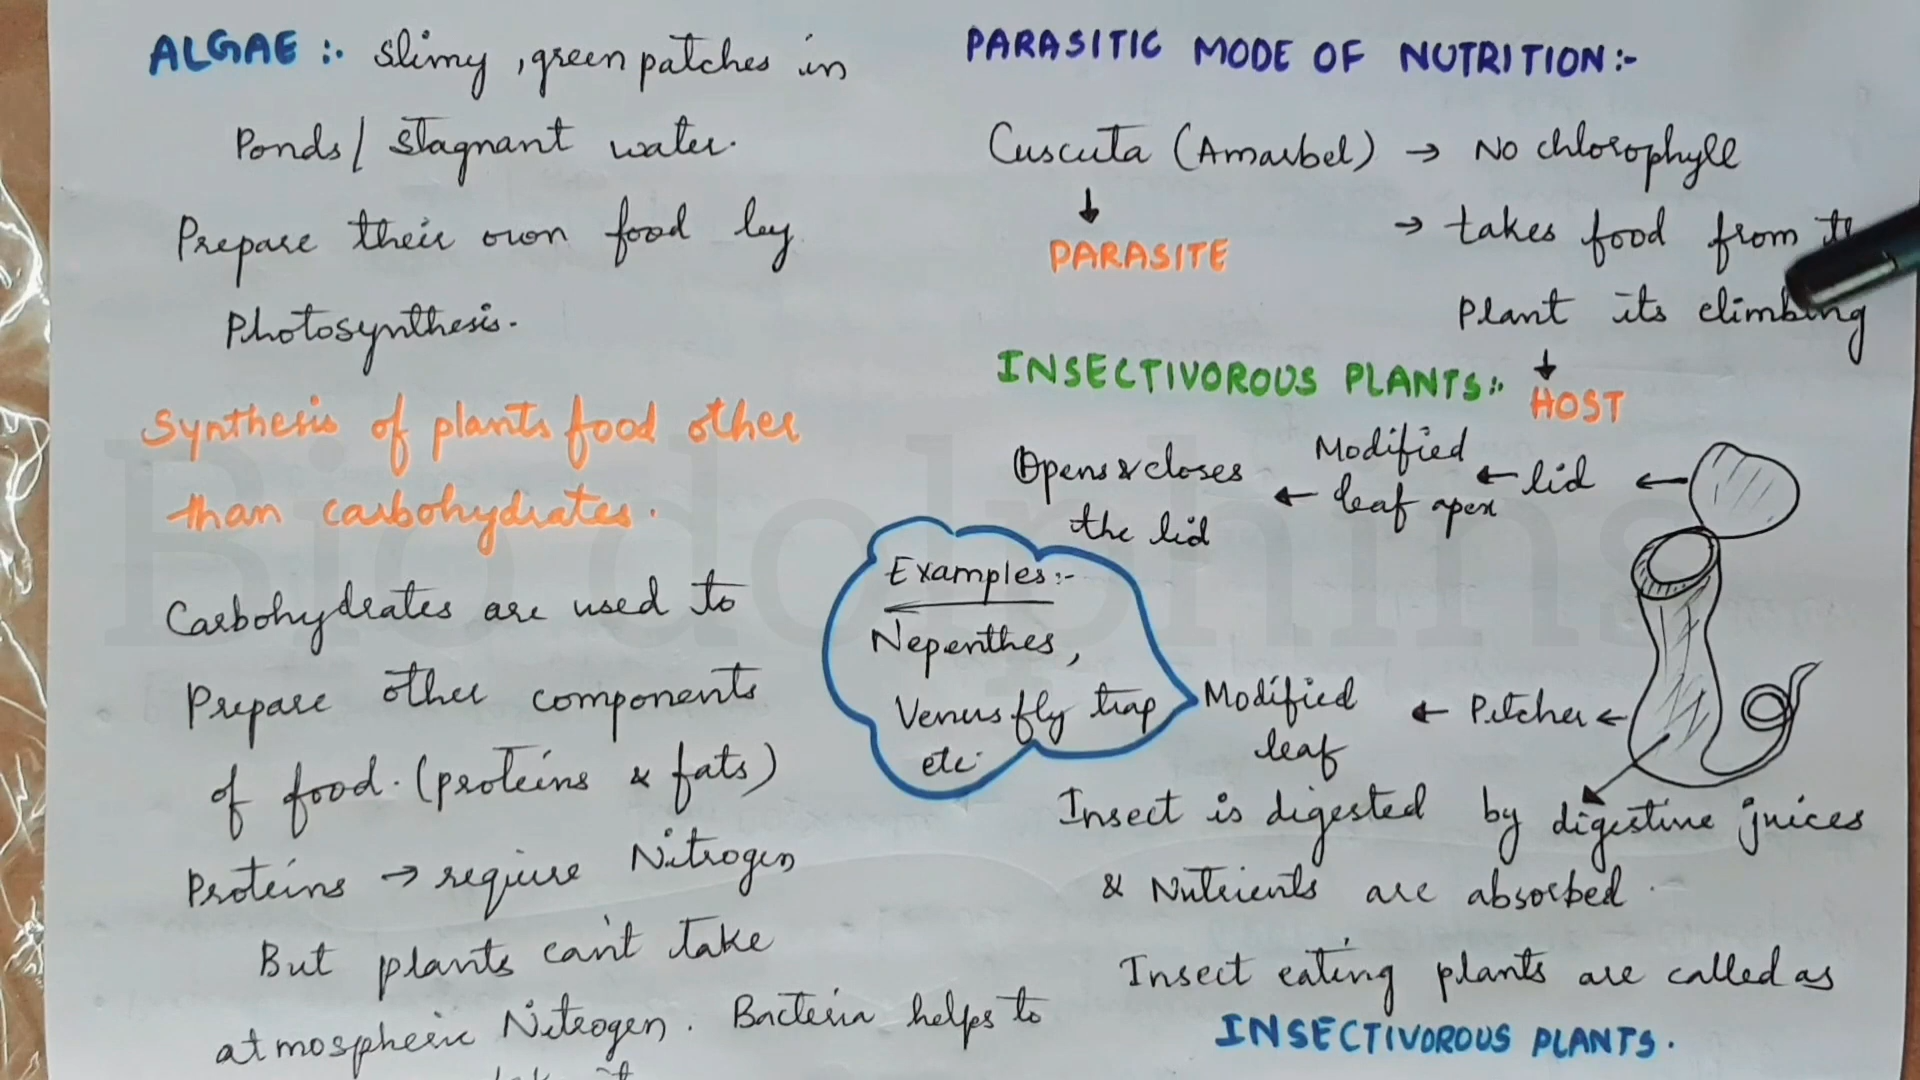 ALGAE :- slimy, green patches in
Ponds / stagnant water.
Prepare their own food by
Photosynthesis.
Synthesis of plants food other
than carbohydrates.
Carbohydrates are used to
Prepare other components
of food. (proteins & fats)
Proteins → require Nitrogen
But plants can't take
atmospheric Nitrogen. Bacteria helps to
PARASITIC MODE OF NUTRITION:-
Cuscuta (Amarbel) → No chlorophyll
↓
PARASITE
→ takes food from
Plant its climbing
↓
HOST
INSECTIVOROUS PLANTS:-
Opens & closes
the lid
← Modified
leaf apex
← lid ←
Examples:-
Nepenthes,
Venus fly trap
etc.
Modified
leaf
← Pitcher ←
Insect is digested by digestive juices
& Nutrients are absorbed.
Insect eating plants are called as
INSECTIVOROUS PLANTS.
Bio dolphins